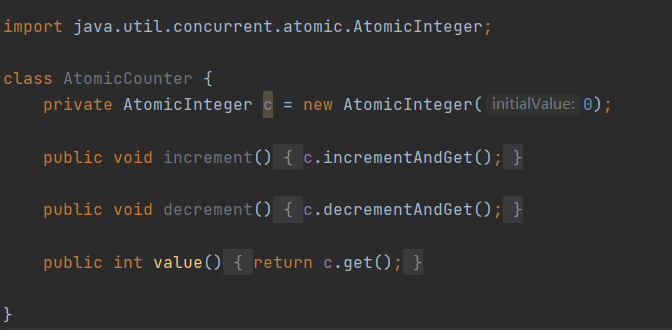 import java.util.concurrent.atomic.AtomicInteger;
class AtomicCounter {
private AtomicInteger c = new AtomicInteger( initialValue: 0);
public void increment() { c.incrementAndGet(); }
public void decrement() { c.decrementAndGet(); }
public int value() { return c.get(); }
}